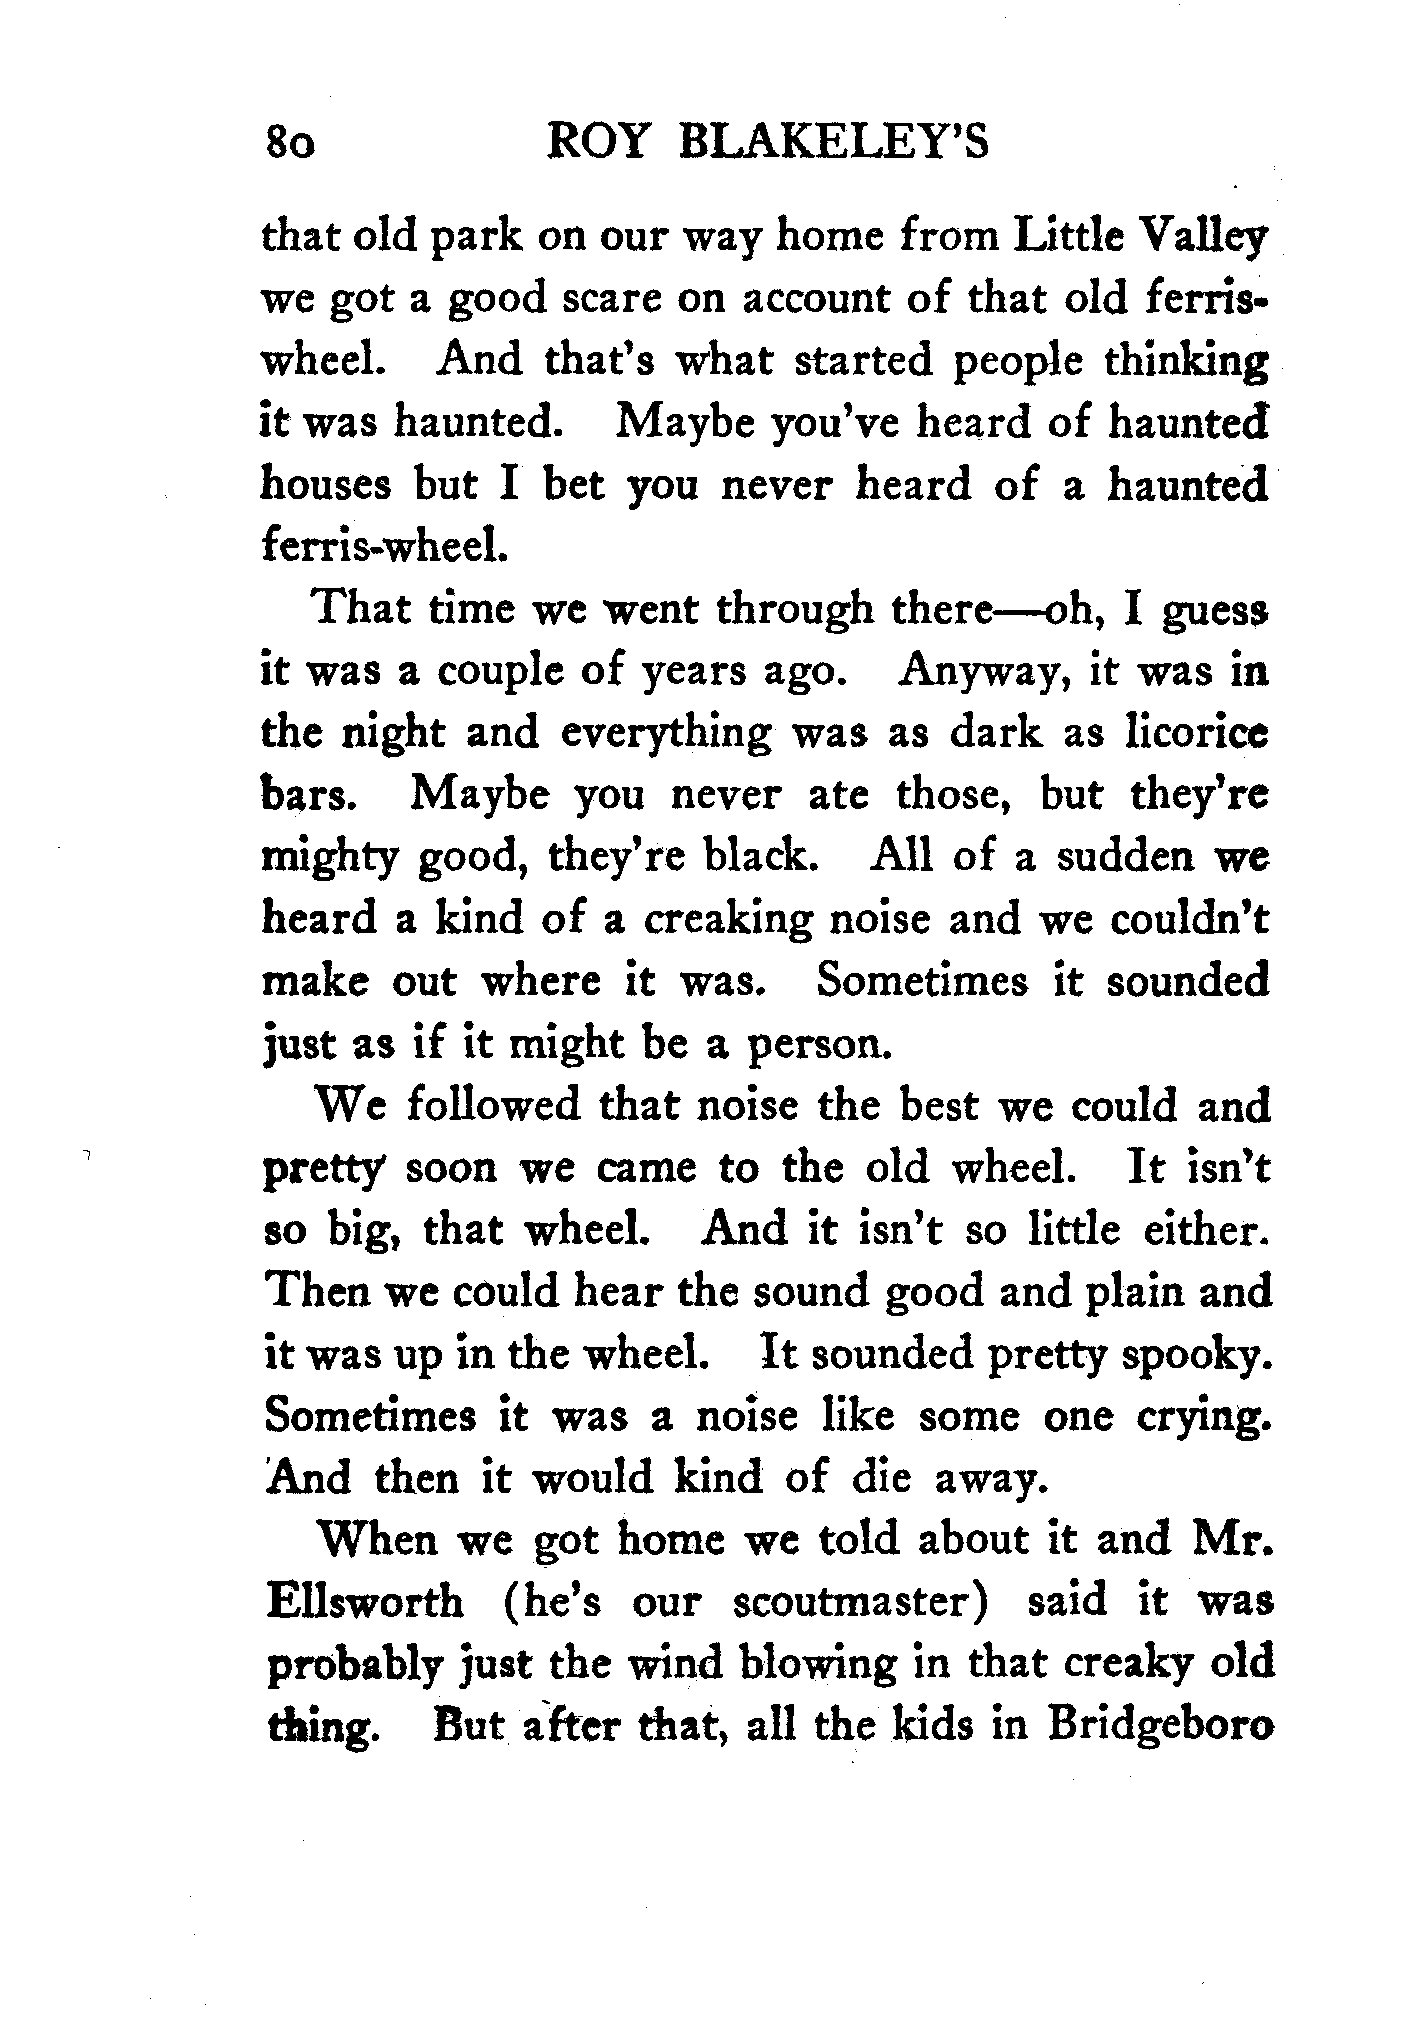 80 ROY BLAKELEY'S
that old park on our way home from Little Valley
we got a good scare on account of that old ferris-
wheel. And that's what started people thinking
it was haunted. Maybe you've heard of haunted
houses but I bet you never heard of a haunted
ferris-wheel.
That time we went through there—oh, I guess
it was a couple of years ago. Anyway, it was in
the night and everything was as dark as licorice
bars. Maybe you never ate those, but they're
mighty good, they're black. All of a sudden we
heard a kind of a creaking noise and we couldn't
make out where it was. Sometimes it sounded
just as if it might be a person.
We followed that noise the best we could and
pretty soon we came to the old wheel. It isn't
so big, that wheel. And it isn't so little either.
Then we could hear the sound good and plain and
it was up in the wheel. It sounded pretty spooky.
Sometimes it was a noise like some one crying.
And then it would kind of die away.
When we got home we told about it and Mr.
Ellsworth (he's our scoutmaster) said it was
probably just the wind blowing in that creaky old
thing. But after that, all the kids in Bridgeboro